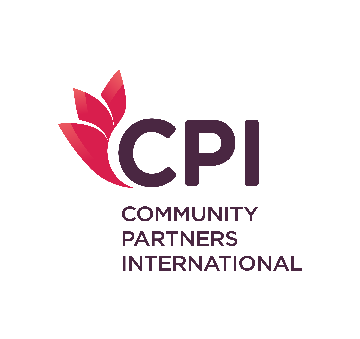 CPI
COMMUNITY
PARTNERS
INTERNATIONAL